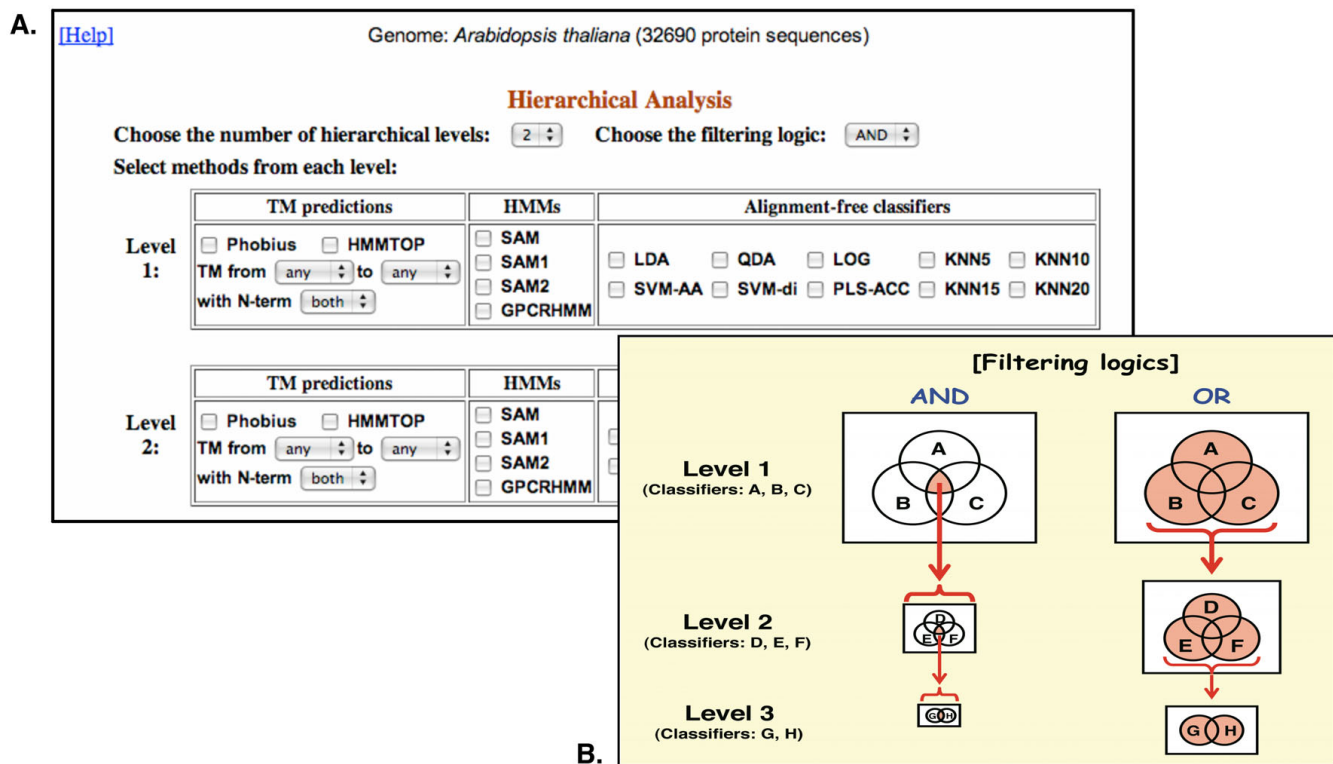 A.
[Help]
Genome: Arabidopsis thaliana (32690 protein sequences)
Hierarchical Analysis
Choose the number of hierarchical levels: 2 Choose the filtering logic: AND
Select methods from each level:
TM predictions HMMs Alignment-free classifiers
Level 1:
Phobius HMMTOP
TM from any to any
with N-term both
SAM
SAM1
SAM2
GPCRHMM
LDA QDA LOG KNN5 KNN10
SVM-AA SVM-di PLS-ACC KNN15 KNN20
TM predictions HMMs
Level 2:
Phobius HMMTOP
TM from any to any
with N-term both
SAM
SAM1
SAM2
GPCRHMM
B.
[Filtering logics]
AND OR
Level 1
(Classifiers: A, B, C)
A
B C
A
B C
Level 2
(Classifiers: D, E, F)
D
E F
D
E F
Level 3
(Classifiers: G, H)
G H
G H